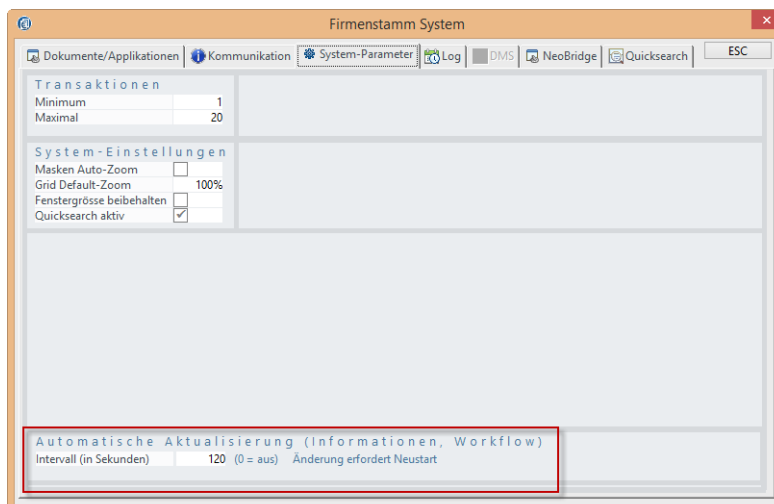 Firmenstamm System
Dokumente/Applikationen Kommunikation System-Parameter Log DMS NeoBridge Quicksearch ESC
Transaktionen
Minimum 1
Maximal 20
System-Einstellungen
Masken Auto-Zoom
Grid Default-Zoom 100%
Fenstergrösse beibehalten
Quicksearch aktiv
Automatische Aktualisierung (Informationen, Workflow)
Intervall (in Sekunden) 120 (0 = aus) Änderung erfordert Neustart